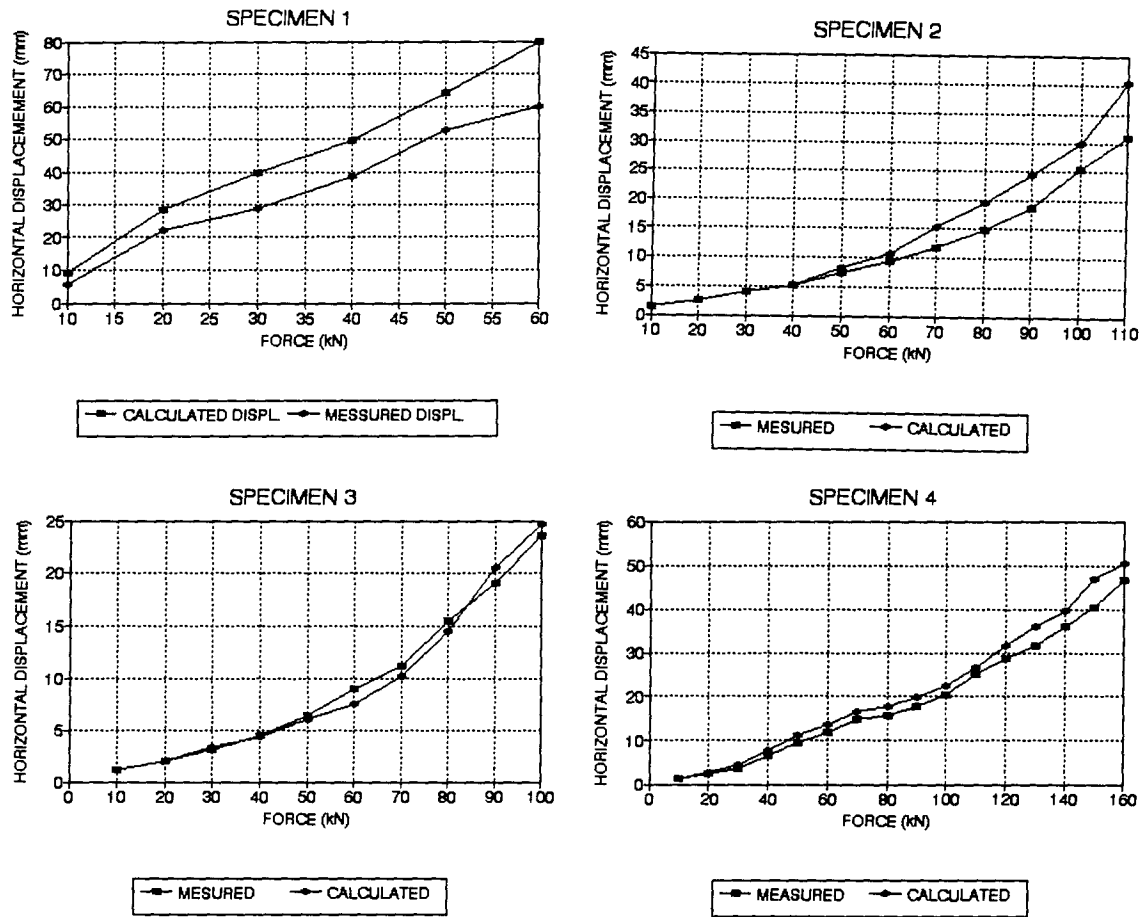 SPECIMEN 1
HORIZONTAL DISPLACEMEMENT (mm)
80
70
60
50
40
30
20
10
0
10 15 20 25 30 35 40 45 50 55 60
FORCE (kN)
CALCULATED DISPL. MESSURED DISPL.
SPECIMEN 2
HORIZONTAL DISPLACEMENT (mm)
45
40
35
30
25
20
15
10
5
0
10 20 30 40 50 60 70 80 90 100 110
FORCE (kN)
MESURED CALCULATED
SPECIMEN 3
HORIZONTAL DISPLACEMENT (mm)
25
20
15
10
5
0
0 10 20 30 40 50 60 70 80 90 100
FORCE (kN)
MESURED CALCULATED
SPECIMEN 4
HORIZONTAL DISPLACEMENT (mm)
60
50
40
30
20
10
0
0 20 40 60 80 100 120 140 160
FORCE (kN)
MEASURED CALCULATED